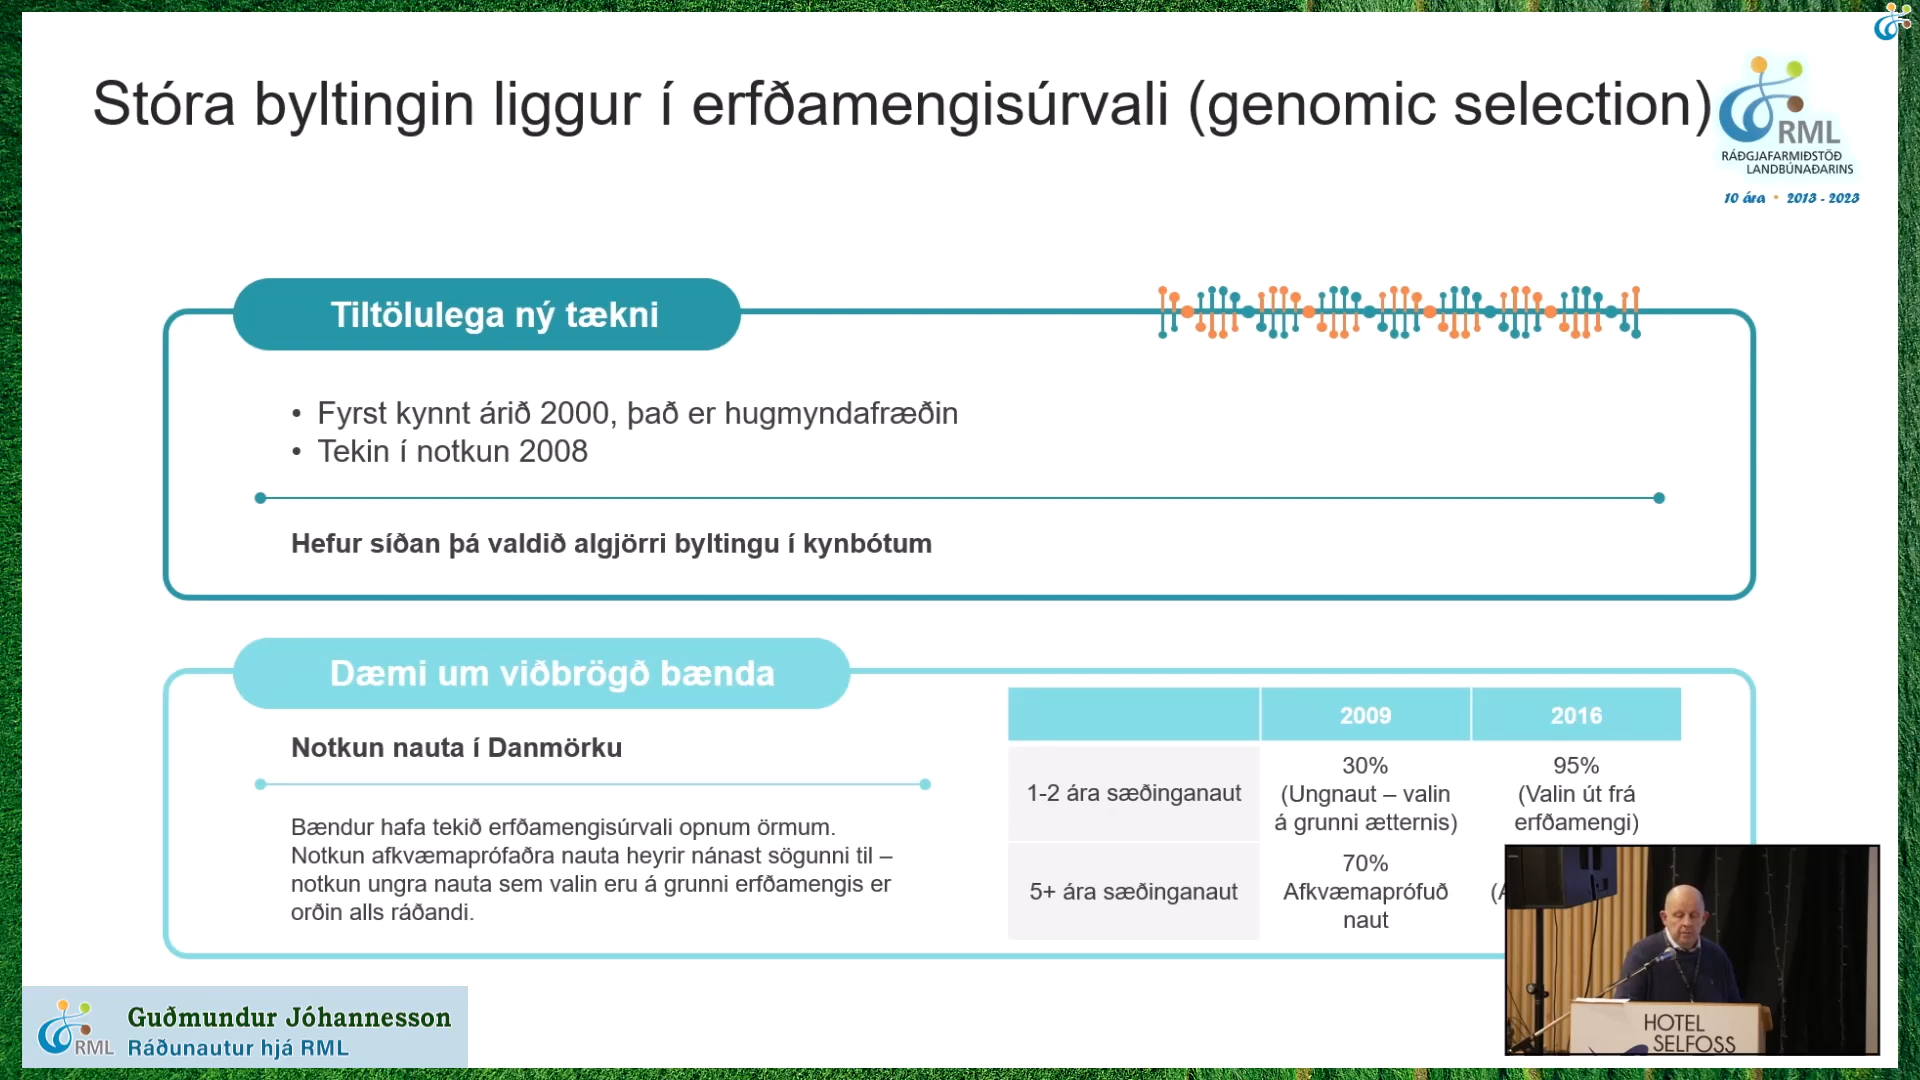 Stóra byltingin liggur í erfðamengisúrvali (genomic selection)
RML
RÁÐGJAFARMIÐSTÖÐ
LANDBÚNAÐARINS
10 ára • 2013 - 2023
Tiltölulega ný tækni
• Fyrst kynnt árið 2000, það er hugmyndafræðin
• Tekin í notkun 2008
Hefur síðan þá valdið algjörri byltingu í kynbótum
Dæmi um viðbrögð bænda
Notkun nauta í Danmörku
Bændur hafa tekið erfðamengisúrvali opnum örmum.
Notkun afkvæmaprófaðra nauta heyrir nánast sögunni til –
notkun ungra nauta sem valin eru á grunni erfðamengis er
orðin alls ráðandi.
2009 2016
1-2 ára sæðinganaut
30%
(Ungnaut – valin
á grunni ætternis)
95%
(Valin út frá
erfðamengi)
5+ ára sæðinganaut
70%
Afkvæmaprófuð
naut
HOTEL
SELFOSS
RML
Guðmundur Jóhannesson
Ráðunautur hjá RML